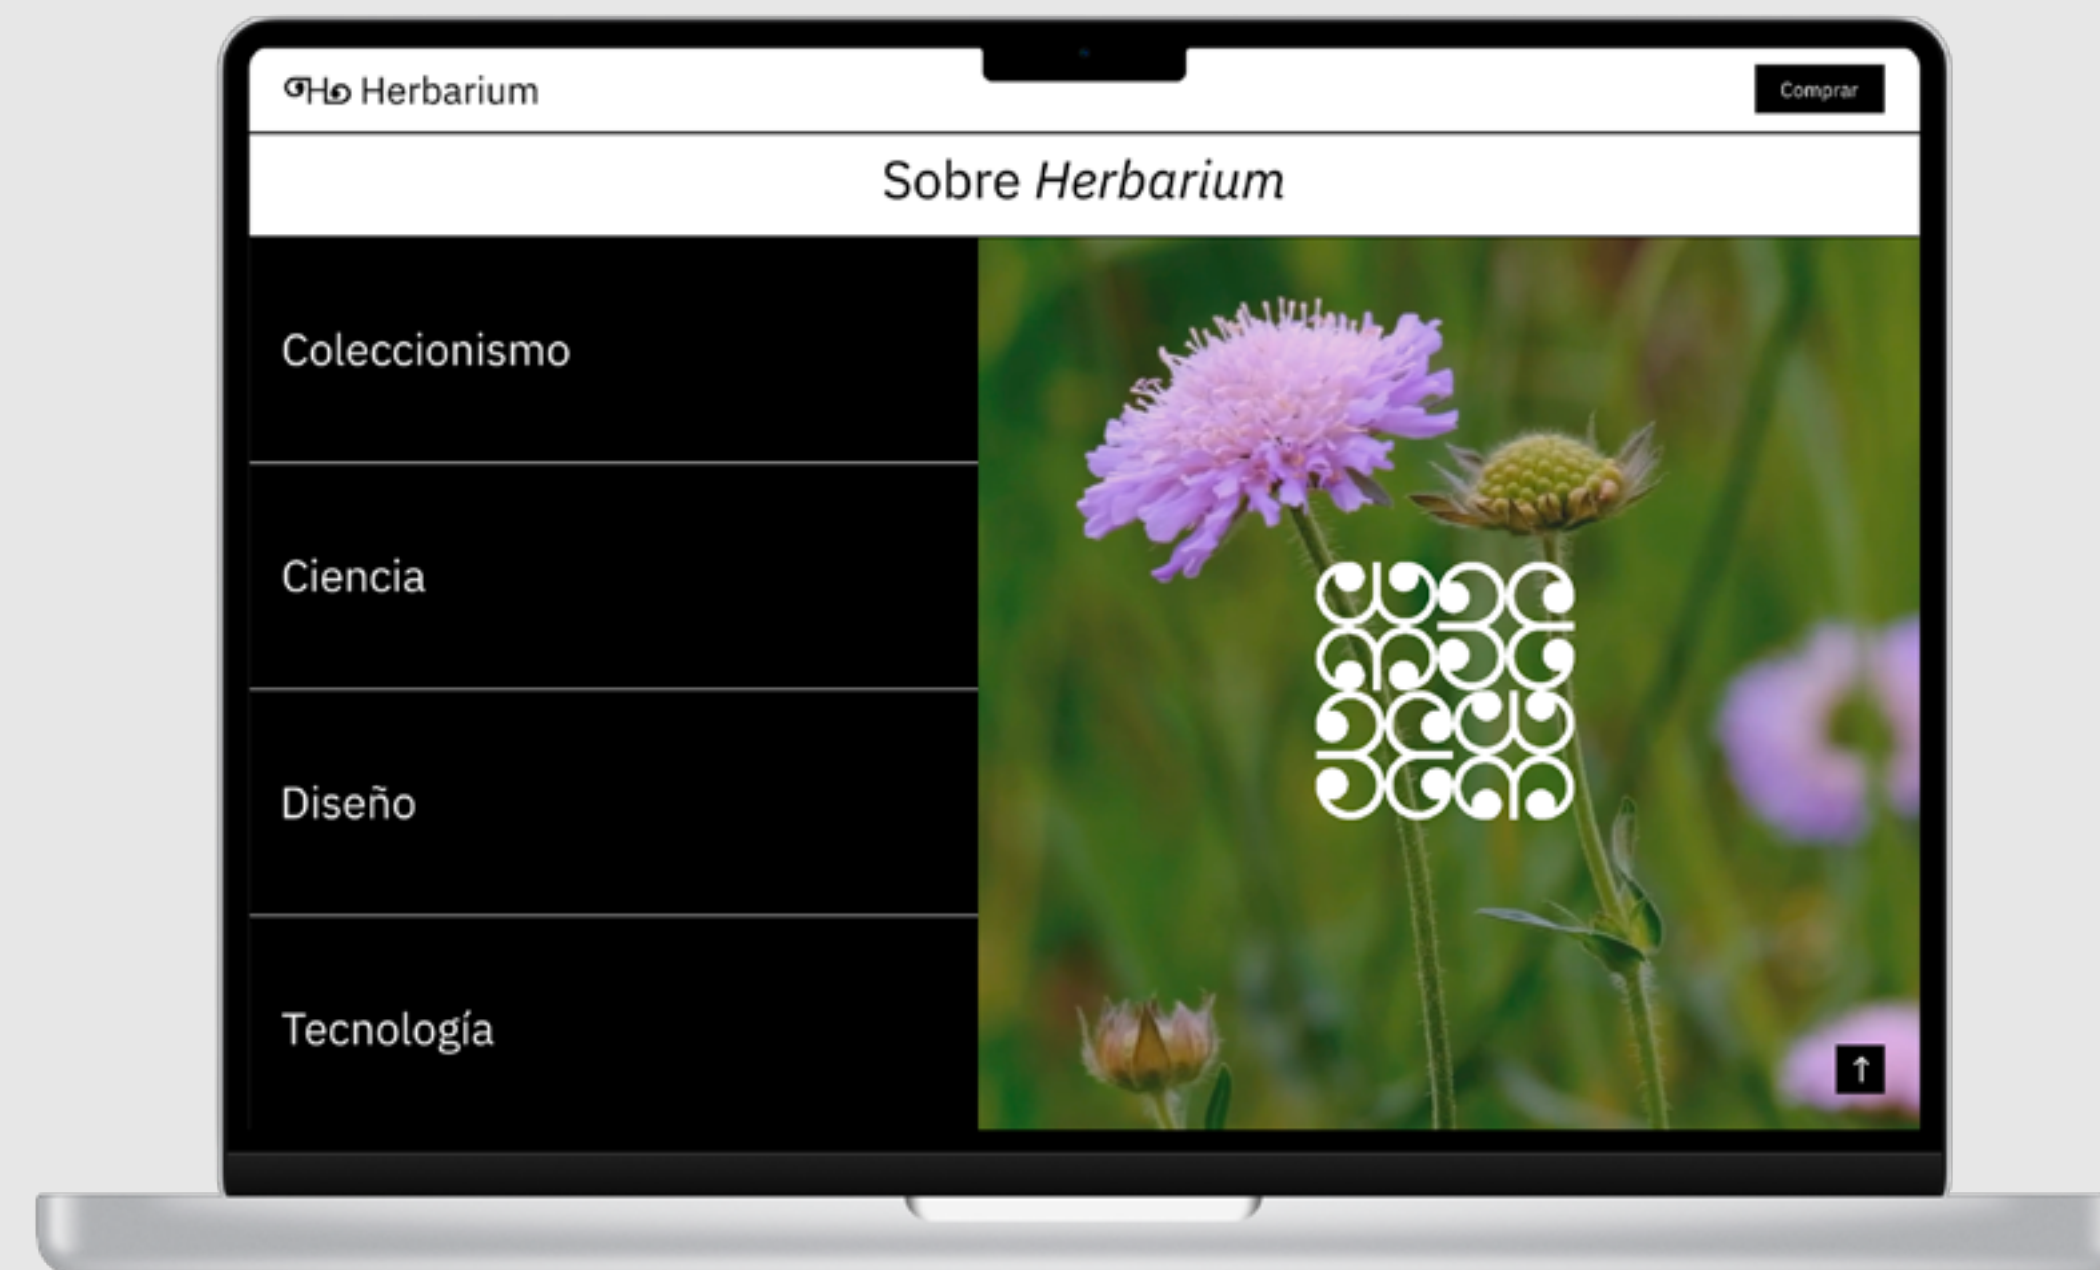 Herbarium
Comprar
Sobre Herbarium
Coleccionismo
Ciencia
Diseño
Tecnología